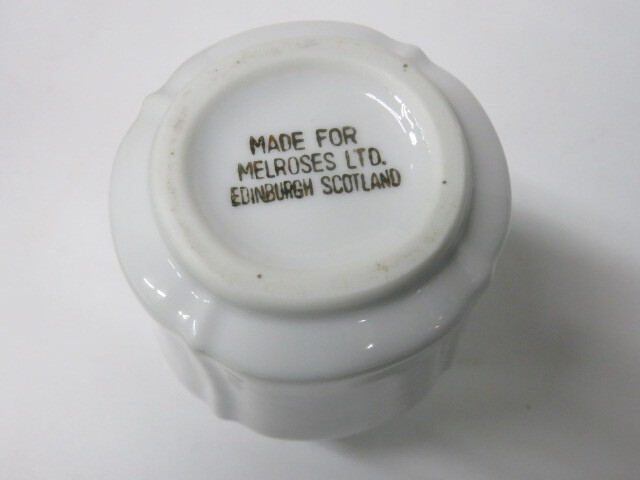 MADE FOR
MELROSES LTD.
EDINBURGH SCOTLAND